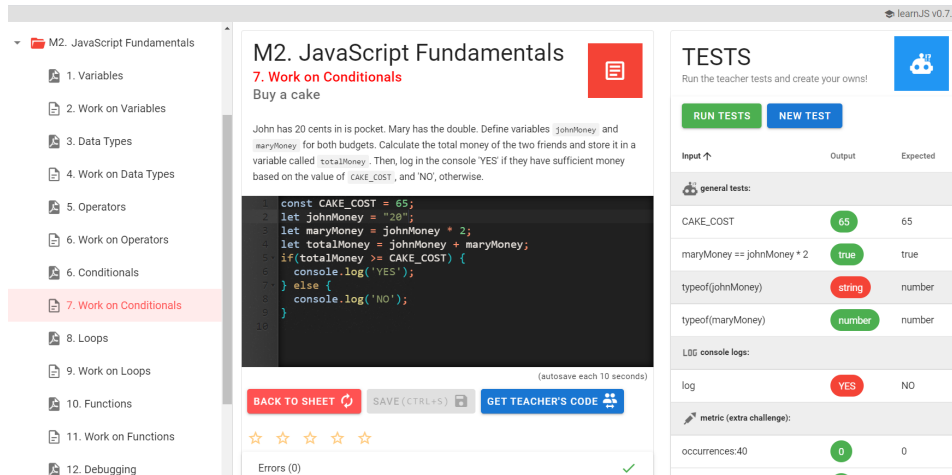 learnJS v0.7.
M2. JavaScript Fundamentals
1. Variables
2. Work on Variables
3. Data Types
4. Work on Data Types
5. Operators
6. Work on Operators
6. Conditionals
7. Work on Conditionals
8. Loops
9. Work on Loops
10. Functions
11. Work on Functions
12. Debugging
M2. JavaScript Fundamentals
7. Work on Conditionals
Buy a cake
John has 20 cents in is pocket. Mary has the double. Define variables johnMoney and
maryMoney for both budgets. Calculate the total money of the two friends and store it in a
variable called totalMoney . Then, log in the console 'YES' if they have sufficient money
based on the value of CAKE_COST , and 'NO', otherwise.
1 const CAKE_COST = 65;
2 let johnMoney = "20";
3 let maryMoney = johnMoney * 2;
4 let totalMoney = johnMoney + maryMoney;
5 if(totalMoney >= CAKE_COST) {
6 console.log('YES');
7 } else {
8 console.log('NO');
9 }
10
(autosave each 10 seconds)
BACK TO SHEET
SAVE (CTRL+S)
GET TEACHER'S CODE
Errors (0)
TESTS
Run the teacher tests and create your owns!
RUN TESTS
NEW TEST
Input Output Expected
general tests:
CAKE_COST 65 65
maryMoney == johnMoney * 2 true true
typeof(johnMoney) string number
typeof(maryMoney) number number
LOG console logs:
log YES NO
metric (extra challenge):
occurrences:40 0 0